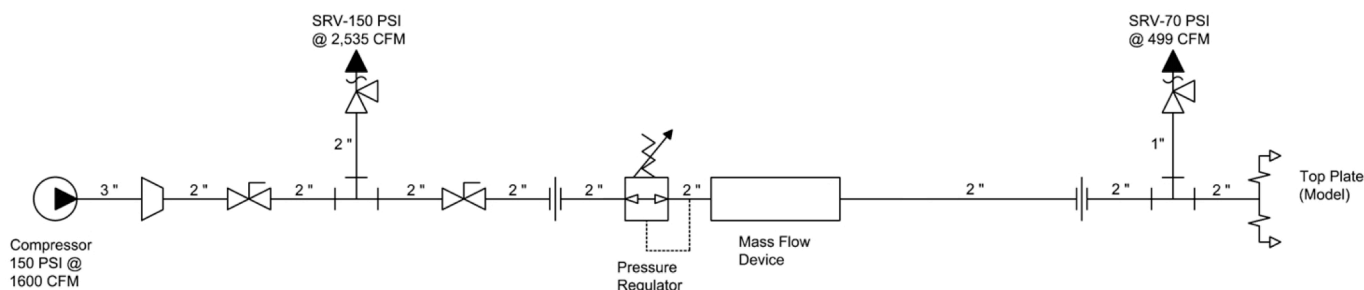 SRV-150 PSI
@ 2,535 CFM
SRV-70 PSI
@ 499 CFM
2 "
1"
3 "
2 "
2 "
2 "
2 "
2 "
2 "
2 "
2 "
2 "
Top Plate
(Model)
Compressor
150 PSI @
1600 CFM
Pressure
Regulator
Mass Flow
Device